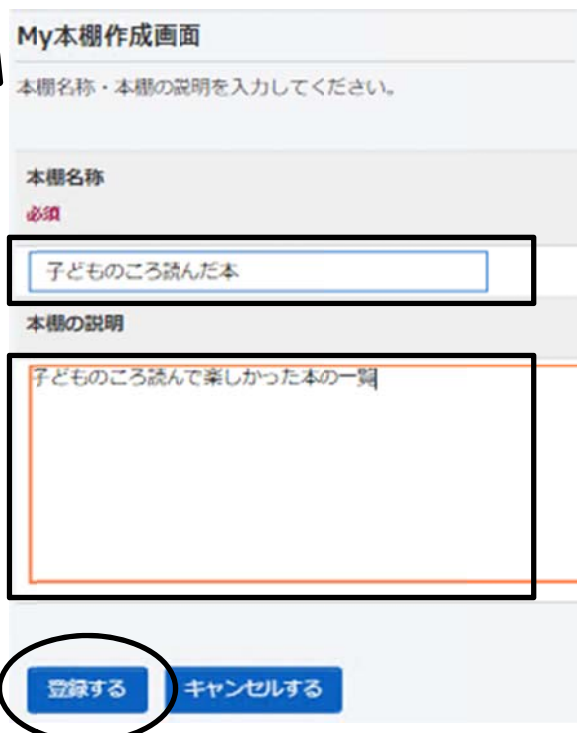 My本棚作成画面
本棚名称・本棚の説明を入力してください。
本棚名称
必須
子どものころ読んだ本
本棚の説明
子どものころ読んで楽しかった本の一覧
登録する キャンセルする